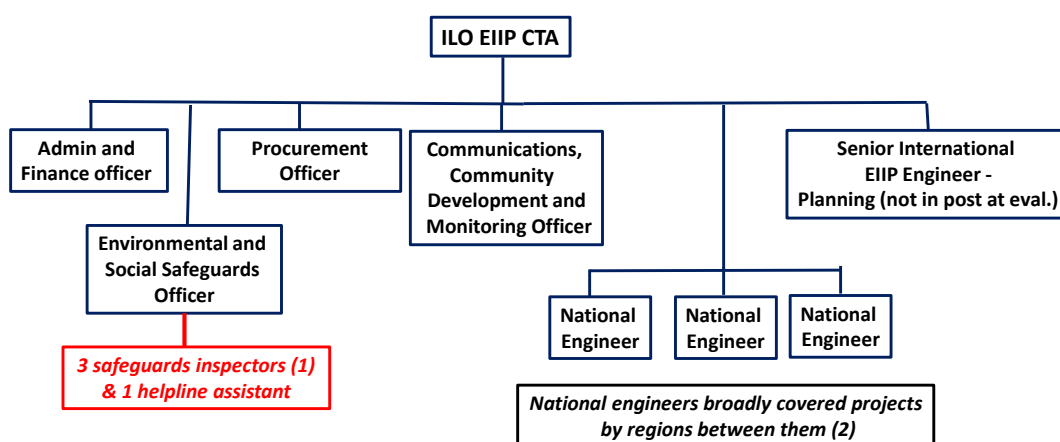 ILO EIIP CTA
Admin and
Finance officer
Procurement
Officer
Communications,
Community
Development and
Monitoring Officer
Senior International
EIIP Engineer -
Planning (not in post at eval.)
Environmental and
Social Safeguards
Officer
3 safeguards inspectors (1)
& 1 helpline assistant
National
Engineer
National
Engineer
National
Engineer
National engineers broadly covered projects
by regions between them (2)